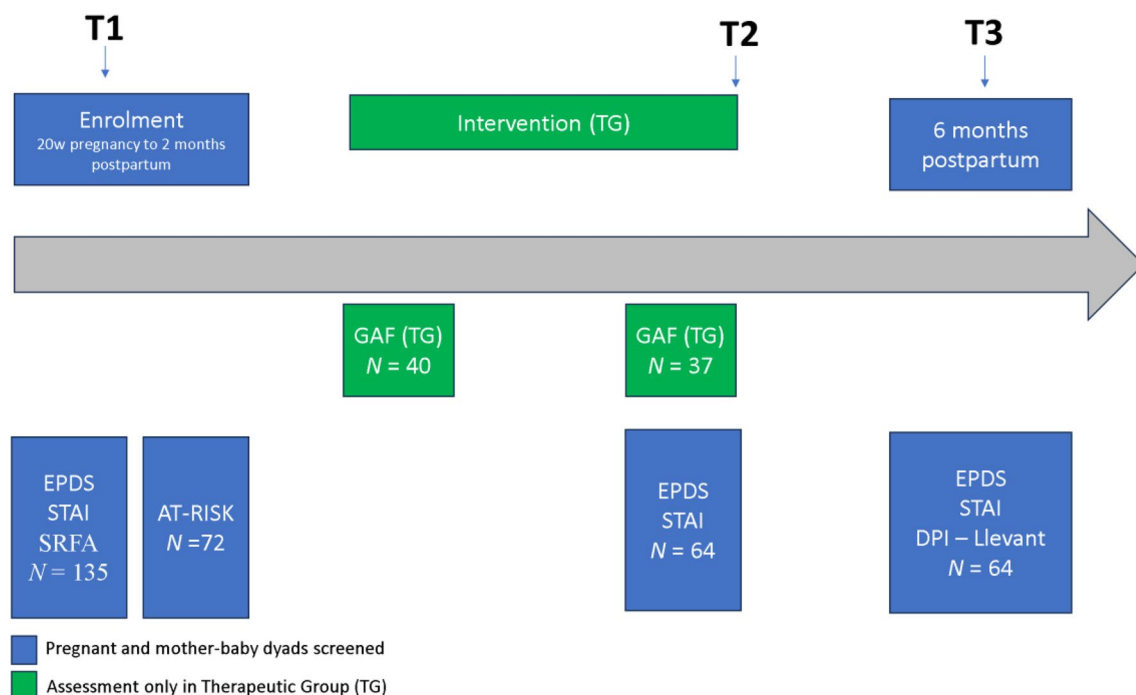 T1
T2
T3
Enrolment
20w pregnancy to 2 months
postpartum
Intervention (TG)
6 months
postpartum
GAF (TG)
N = 40
GAF (TG)
N = 37
EPDS
STAI
SRFA
N = 135
AT-RISK
N =72
EPDS
STAI
N = 64
EPDS
STAI
DPI – Llevant
N = 64
Pregnant and mother-baby dyads screened
Assessment only in Therapeutic Group (TG)